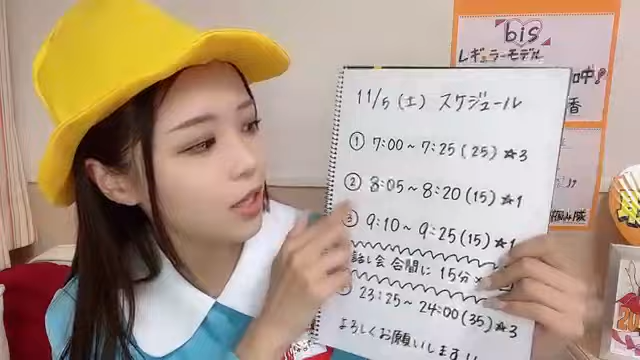 bis
レギュラーモデル
中!
香
11/5(土) スケジュール
① 7:00~7:25(25)★3
② 8:05~8:20(15)★1
③ 9:10~9:25(15)★1
話し会 合間に 15分
23:25~24:00(35)★3
よろしくお願いします!!